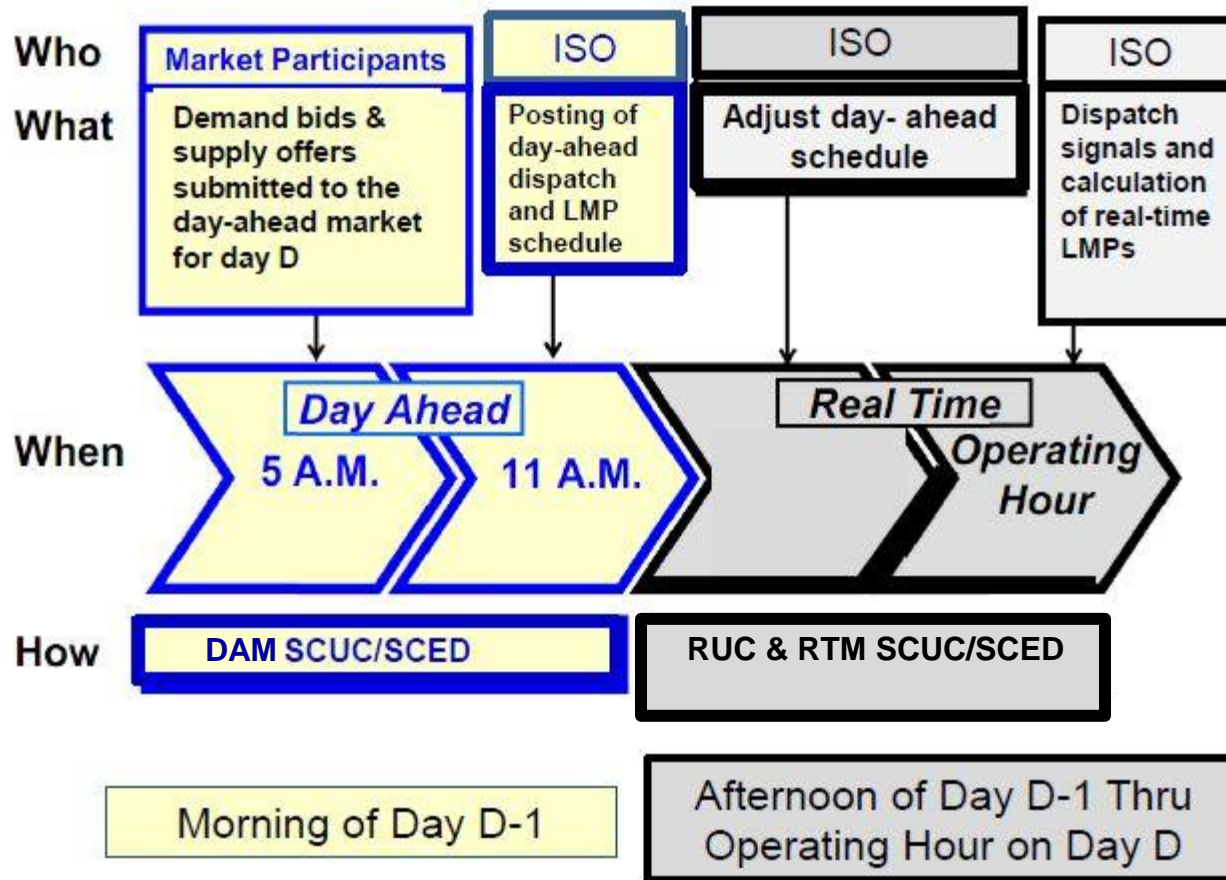 Who
Market Participants
ISO
ISO
ISO
What
Demand bids &
supply offers
submitted to the
day-ahead market
for day D
Posting of
day-ahead
dispatch
and LMP
schedule
Adjust day- ahead
schedule
Dispatch
signals and
calculation
of real-time
LMPs
When
Day Ahead
5 A.M.
11 A.M.
Real Time
Operating
Hour
How
DAM SCUC/SCED
RUC & RTM SCUC/SCED
Morning of Day D-1
Afternoon of Day D-1 Thru
Operating Hour on Day D